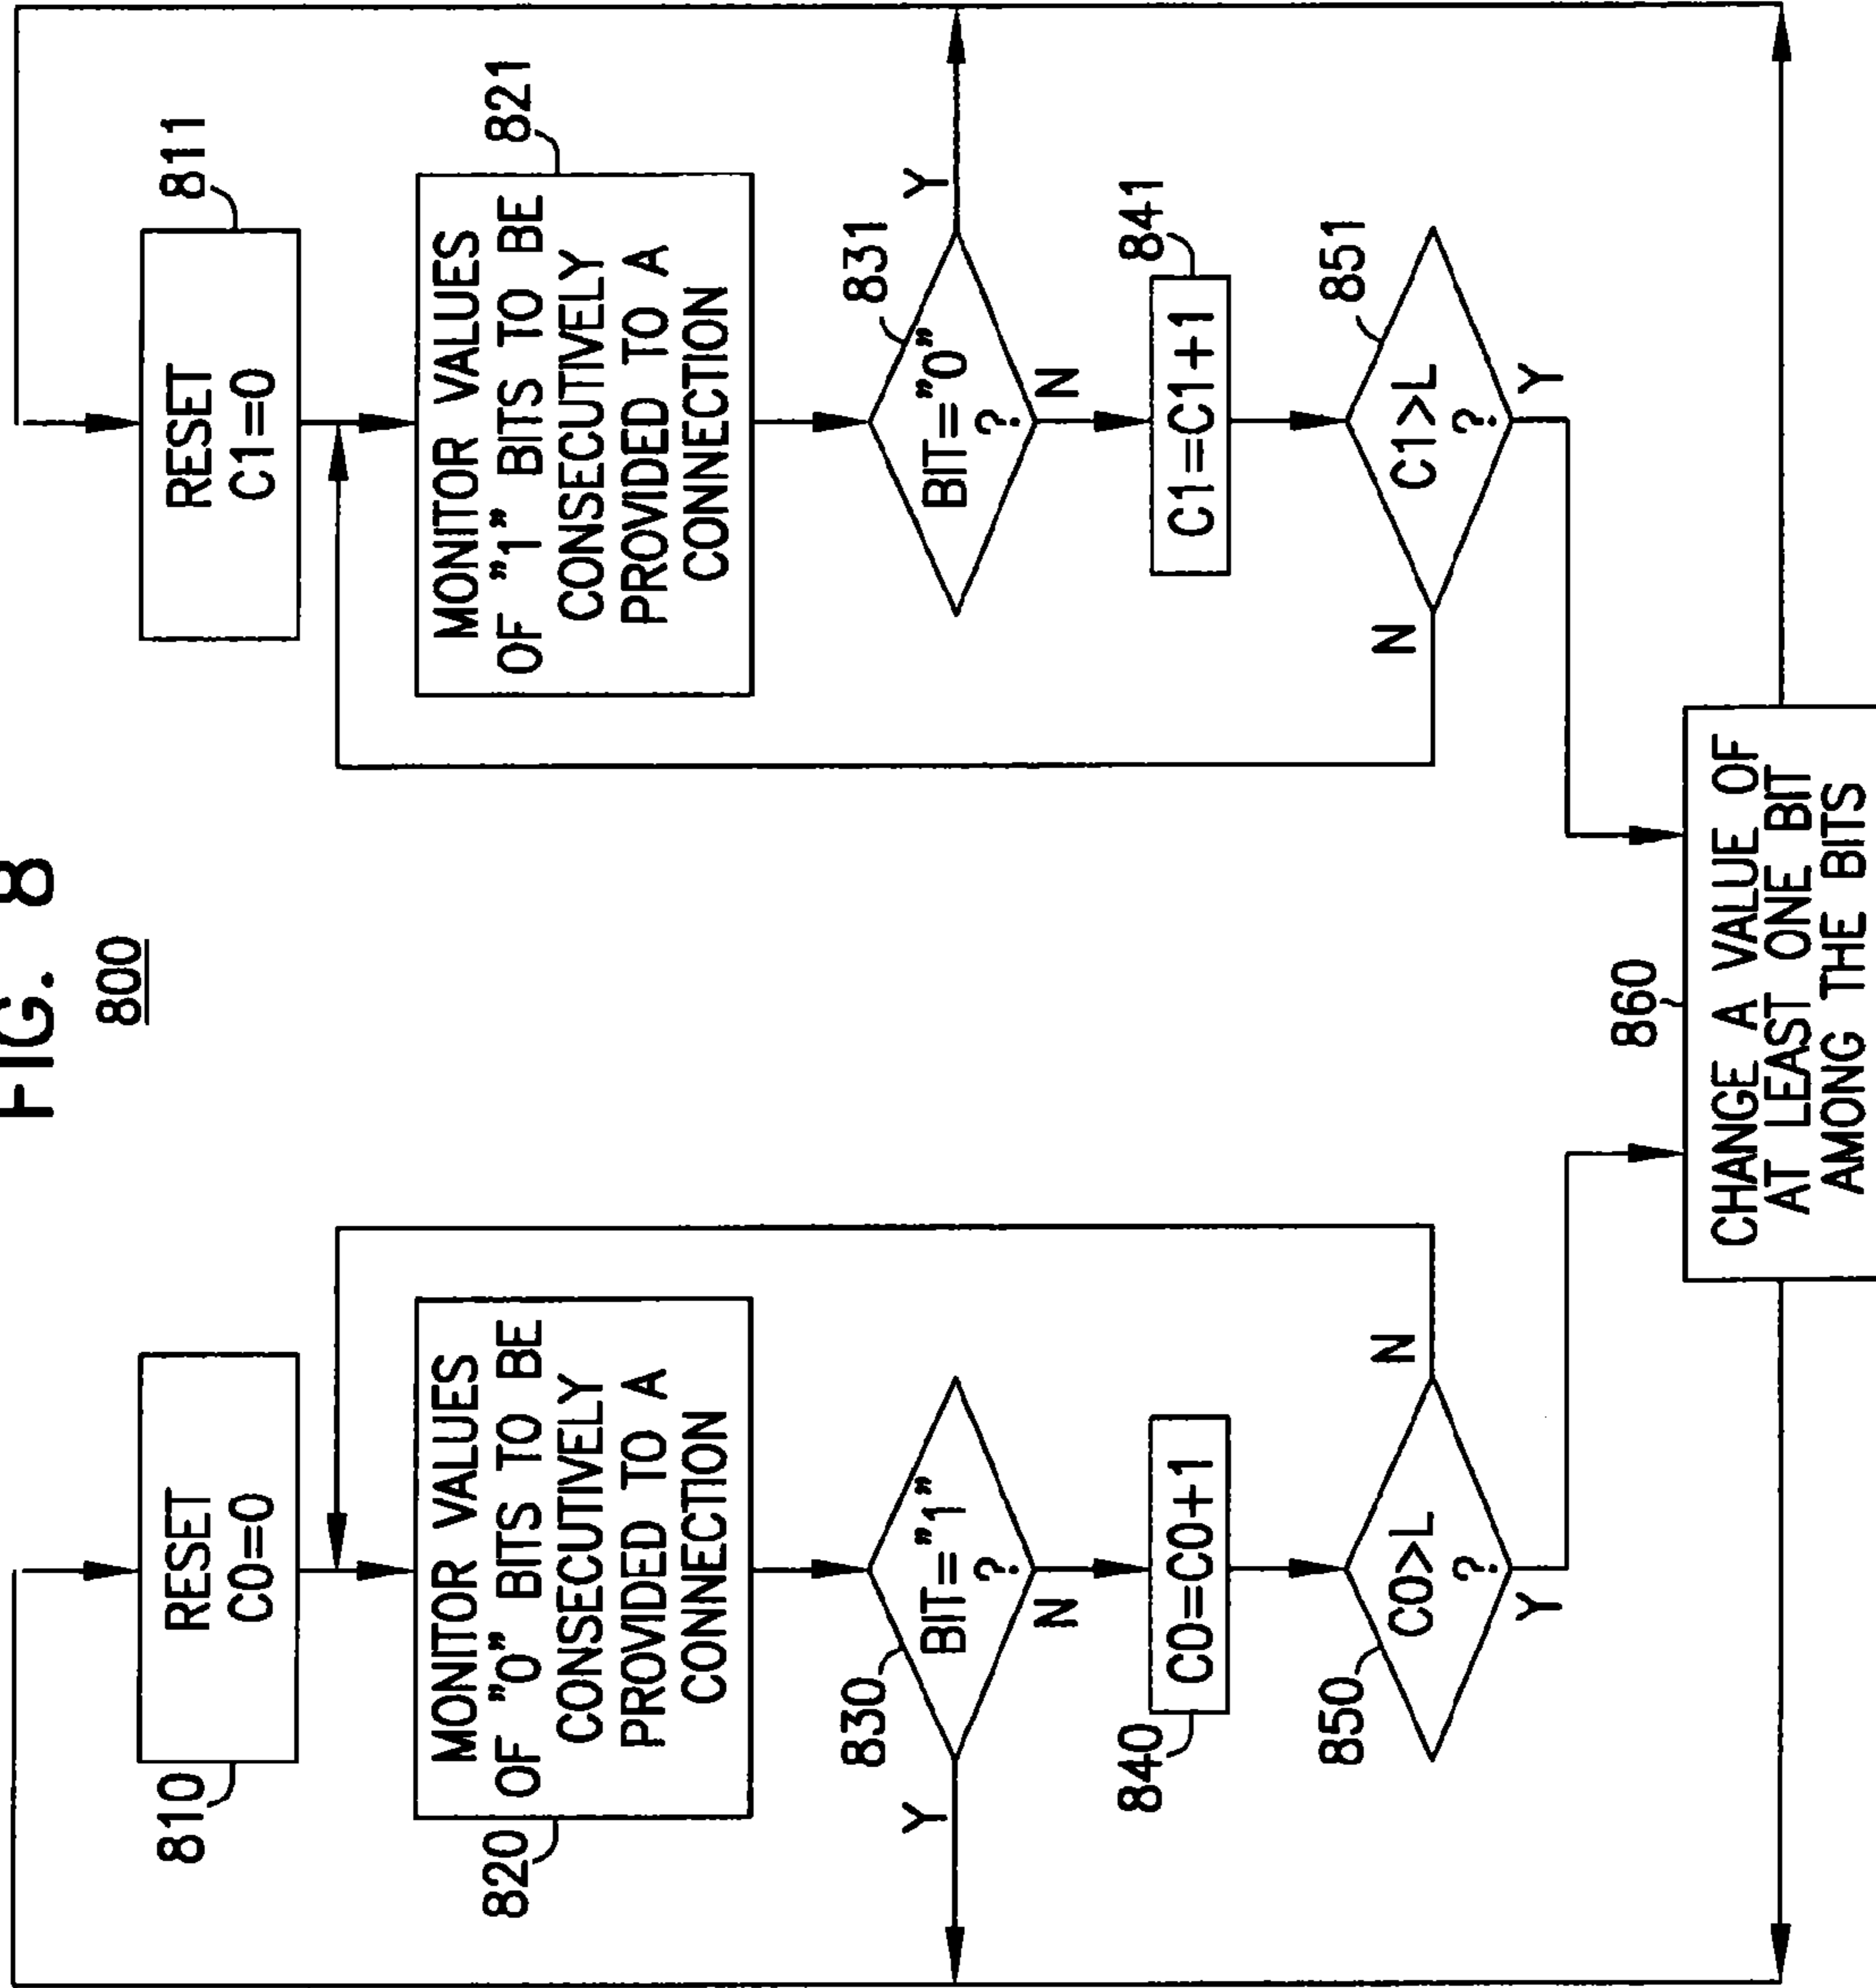 FIG. 8
800
810
RESET
C0=0
820
MONITOR VALUES
OF "0" BITS TO BE
CONSECUTIVELY
PROVIDED TO A
CONNECTION
830
BIT="1"
?
Y
N
840
C0=C0+1
850
C0>L
?
N
Y
811
RESET
C1=0
821
MONITOR VALUES
OF "1" BITS TO BE
CONSECUTIVELY
PROVIDED TO A
CONNECTION
831
BIT="0"
?
Y
N
841
C1=C1+1
851
C1>L
?
N
Y
860
CHANGE A VALUE OF
AT LEAST ONE BIT
AMONG THE BITS